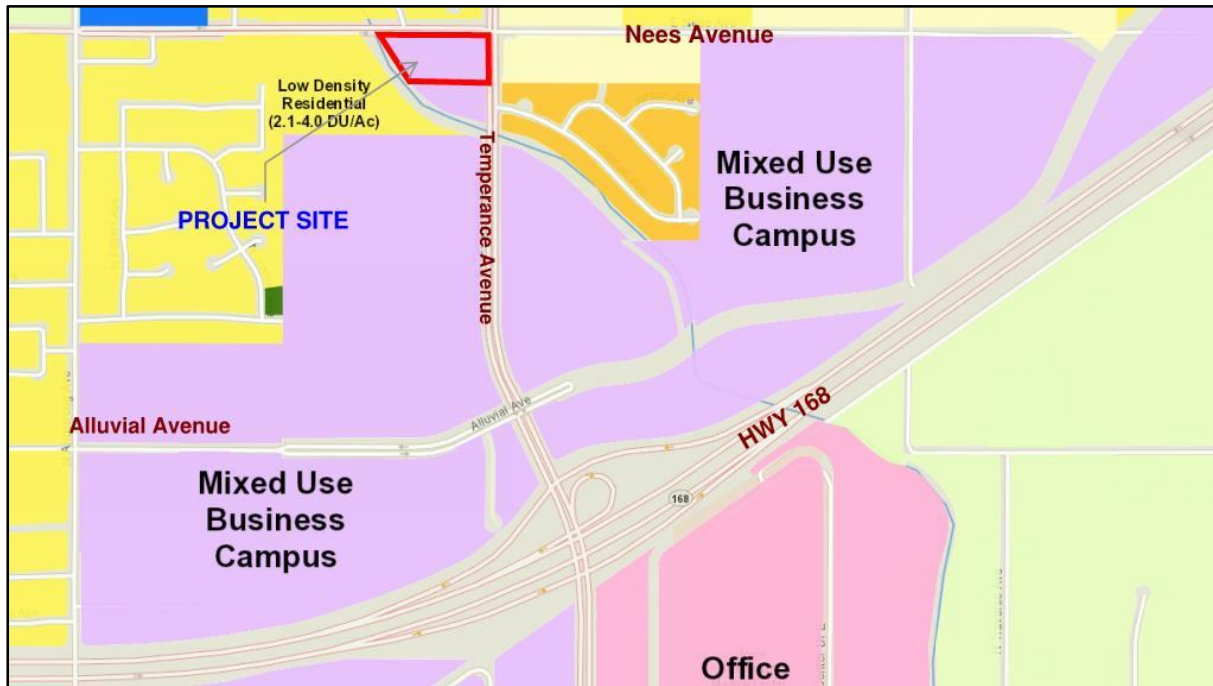 Nees Avenue
Low Density
Residential
(2.1-4.0 DU/Ac)
Temperance Avenue
Mixed Use
Business
Campus
PROJECT SITE
Alluvial Ave
HWY 168
Alluvial Avenue
168
Mixed Use
Business
Campus
Office